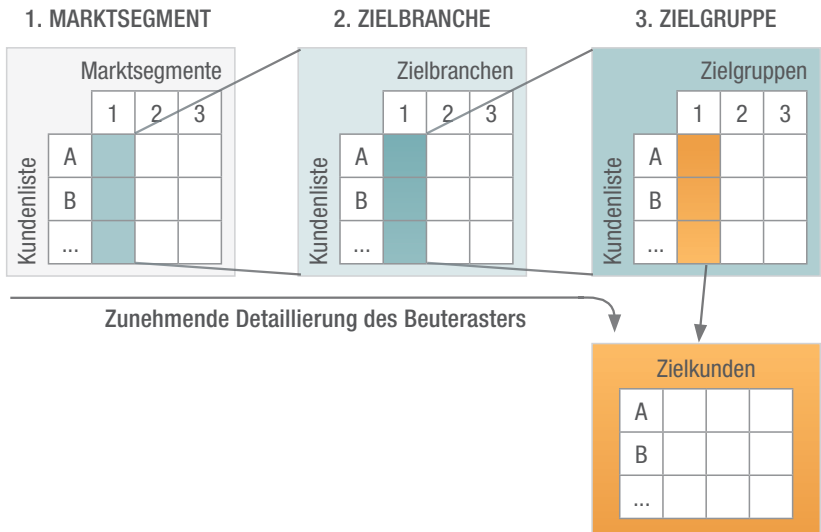 1. MARKTSEGMENT
2. ZIELBRANCHE
3. ZIELGRUPPE
Marktsegmente
1 2 3
Kundenliste
A
B
...
Zielbranchen
1 2 3
Kundenliste
A
B
...
Zielgruppen
1 2 3
Kundenliste
A
B
...
Zunehmende Detaillierung des Beuterasters
Zielkunden
A
B
...